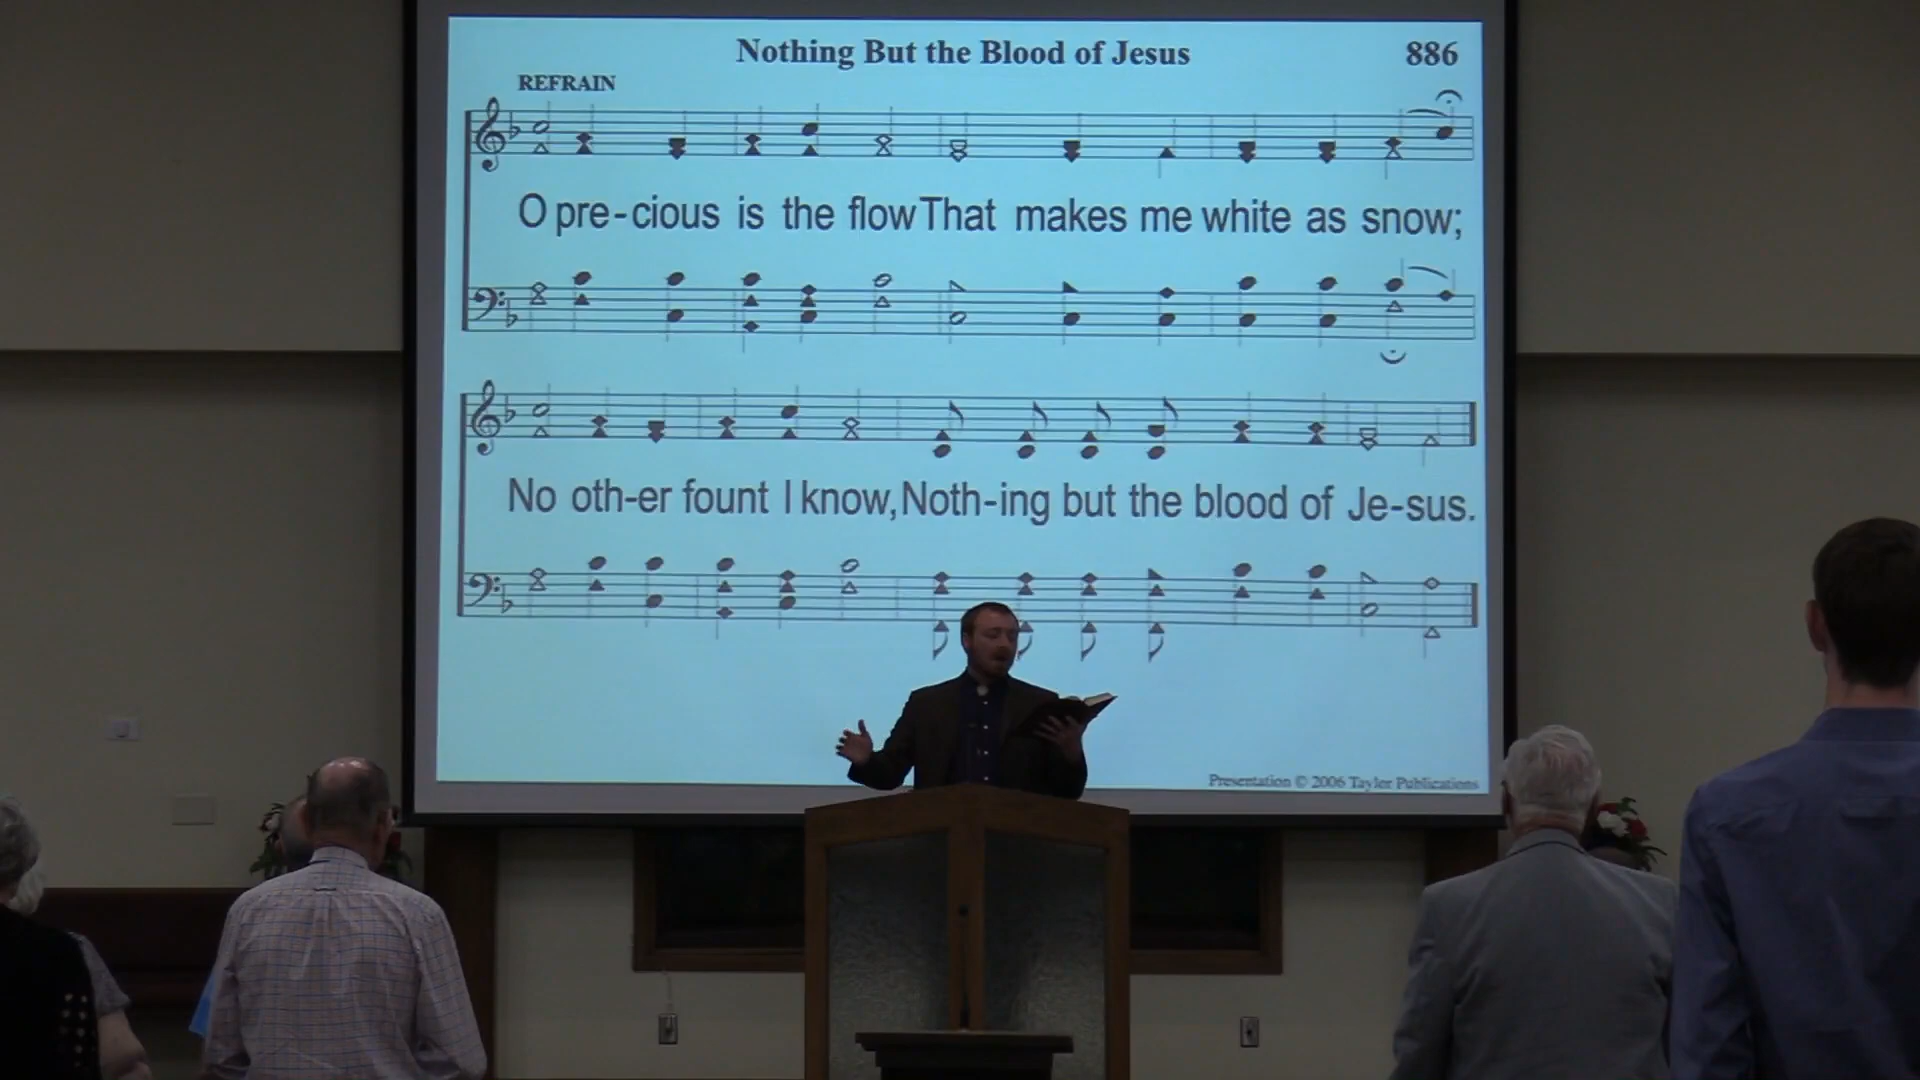 Nothing But the Blood of Jesus 886
REFRAIN
O pre-cious is the flow That makes me white as snow;
No oth-er fount I know, Noth-ing but the blood of Je-sus.
Presentation © 2006 Taylor Publications